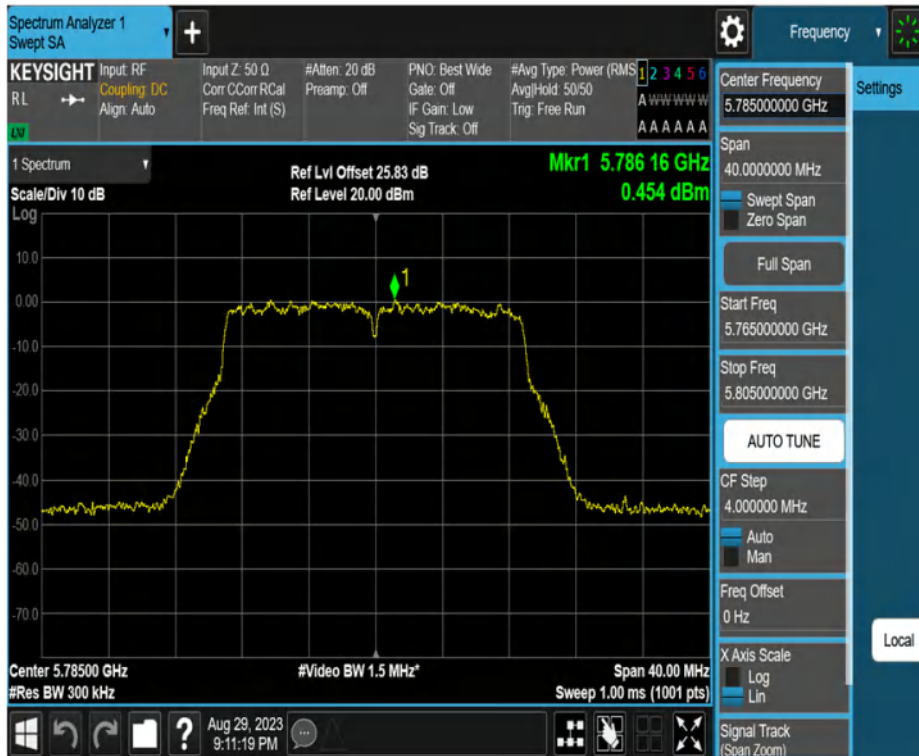 Spectrum Analyzer 1
Swept SA
Frequency
KEYSIGHT
RL
LXI
Input: RF
Coupling: DC
Align: Auto
Input Z: 50 Ω
Corr CCorr RCal
Freq Ref: Int (S)
#Atten: 20 dB
Preamp: Off
PNO: Best Wide
Gate: Off
IF Gain: Low
Sig Track: Off
#Avg Type: Power (RMS
Avg|Hold: 50/50
Trig: Free Run
1 2 3 4 5 6
A W W W W W
A A A A A A
1 Spectrum
Scale/Div 10 dB
Ref Lvl Offset 25.83 dB
Ref Level 20.00 dBm
Mkr1 5.786 16 GHz
0.454 dBm
Log
10.0
0.00
-10.0
-20.0
-30.0
-40.0
-50.0
-60.0
-70.0
1
Center 5.78500 GHz
#Res BW 300 kHz
#Video BW 1.5 MHz*
Span 40.00 MHz
Sweep 1.00 ms (1001 pts)
?
Aug 29, 2023
9:11:19 PM
Center Frequency
5.785000000 GHz
Span
40.0000000 MHz
Swept Span
Zero Span
Full Span
Start Freq
5.765000000 GHz
Stop Freq
5.805000000 GHz
AUTO TUNE
CF Step
4.000000 MHz
Auto
Man
Freq Offset
0 Hz
X Axis Scale
Log
Lin
Signal Track
(Span Zoom)
Settings
Local